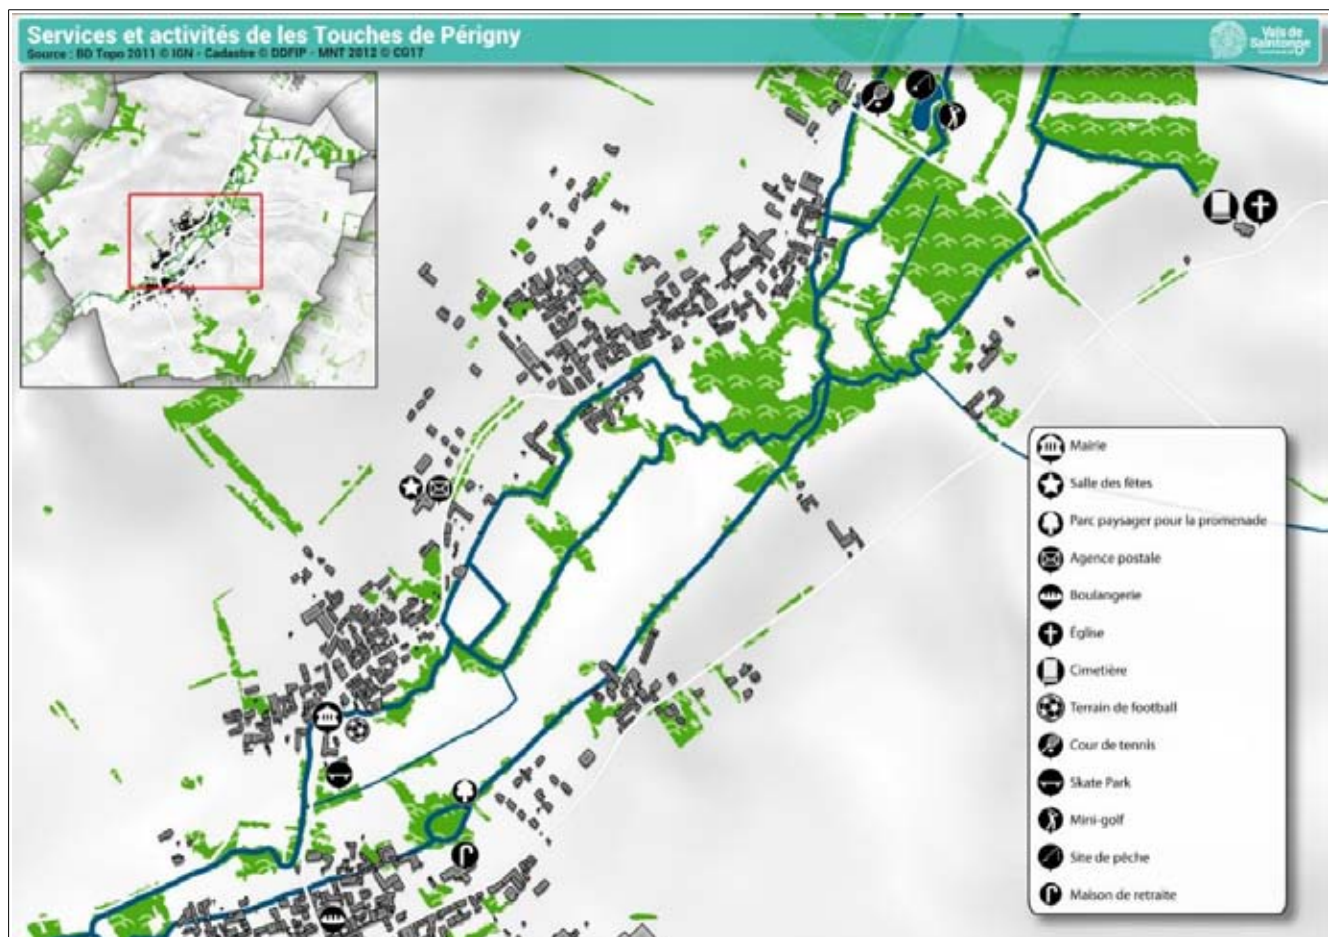 Services et activités de les Touches de Périgny
Source : BD Topo 2011 © IGN - Cadastre © DDFIP - MNT 2012 © CG17
Vals de
Saintonge
Mairie
Salle des fêtes
Parc paysager pour la promenade
Agence postale
Boulangerie
Église
Cimetière
Terrain de football
Cour de tennis
Skate Park
Mini-golf
Site de pêche
Maison de retraite